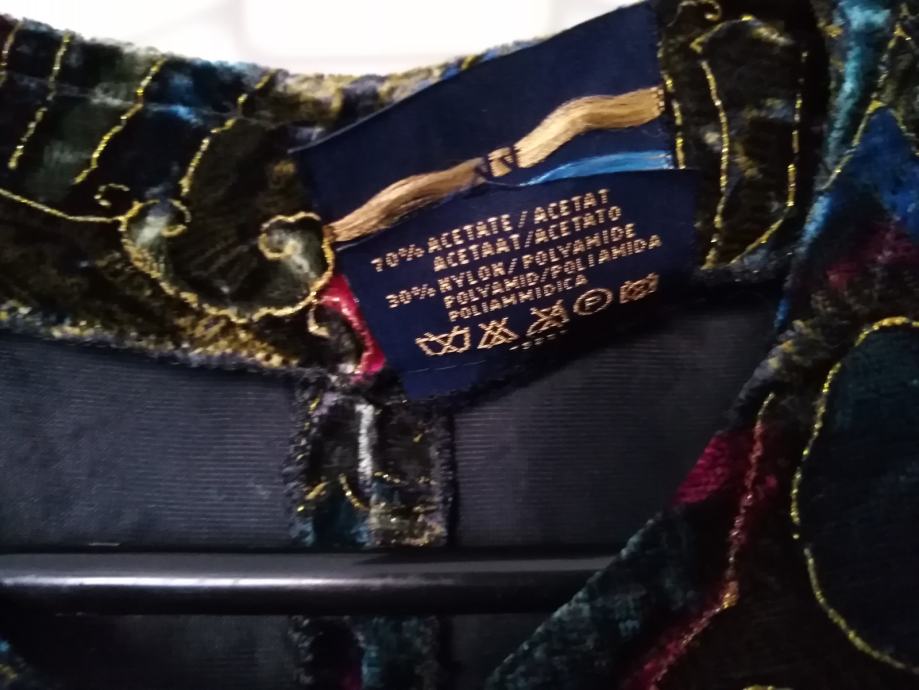 70% ACETATE/ACETAT
ACETAAT/ACETATO
30% NYLON/POLYAMIDE
POLYAMID/POLIAMIDA
POLIAMMIDICA
P